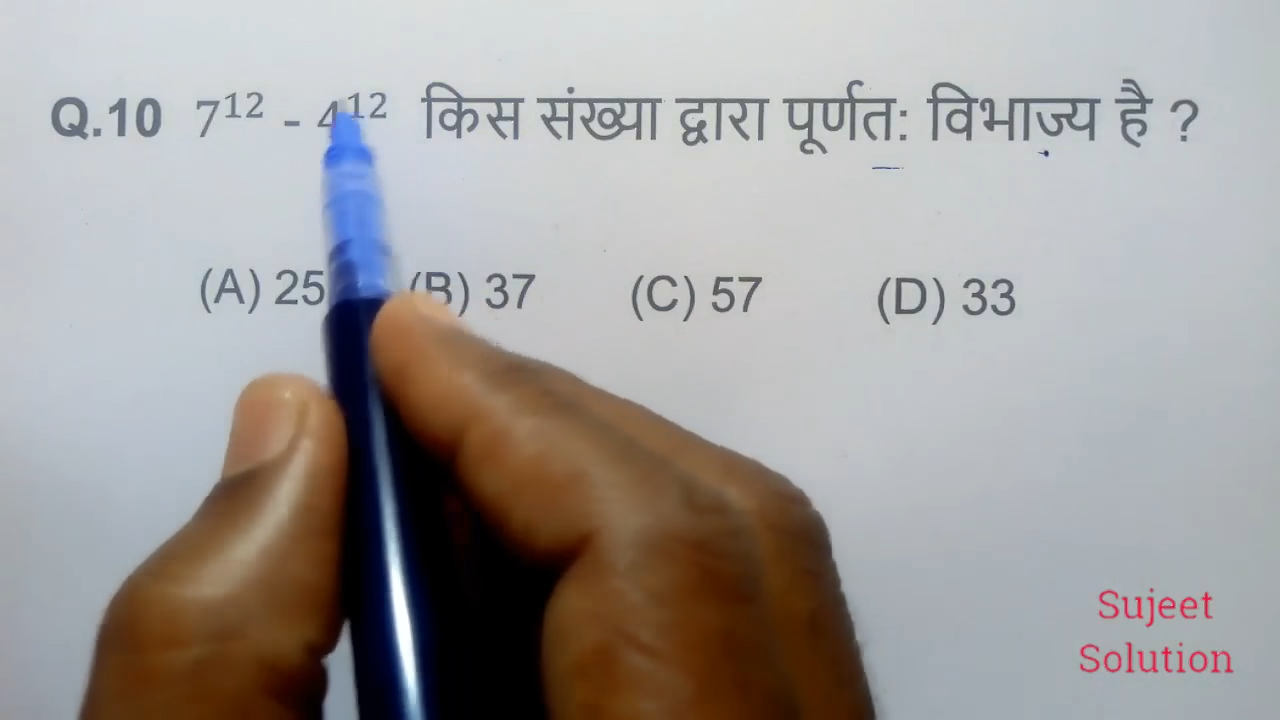 Q.10 7¹² - 4¹² किस संख्या द्वारा पूर्णत: विभाज्य है ?
(A) 25 (B) 37 (C) 57 (D) 33
Sujeet
Solution